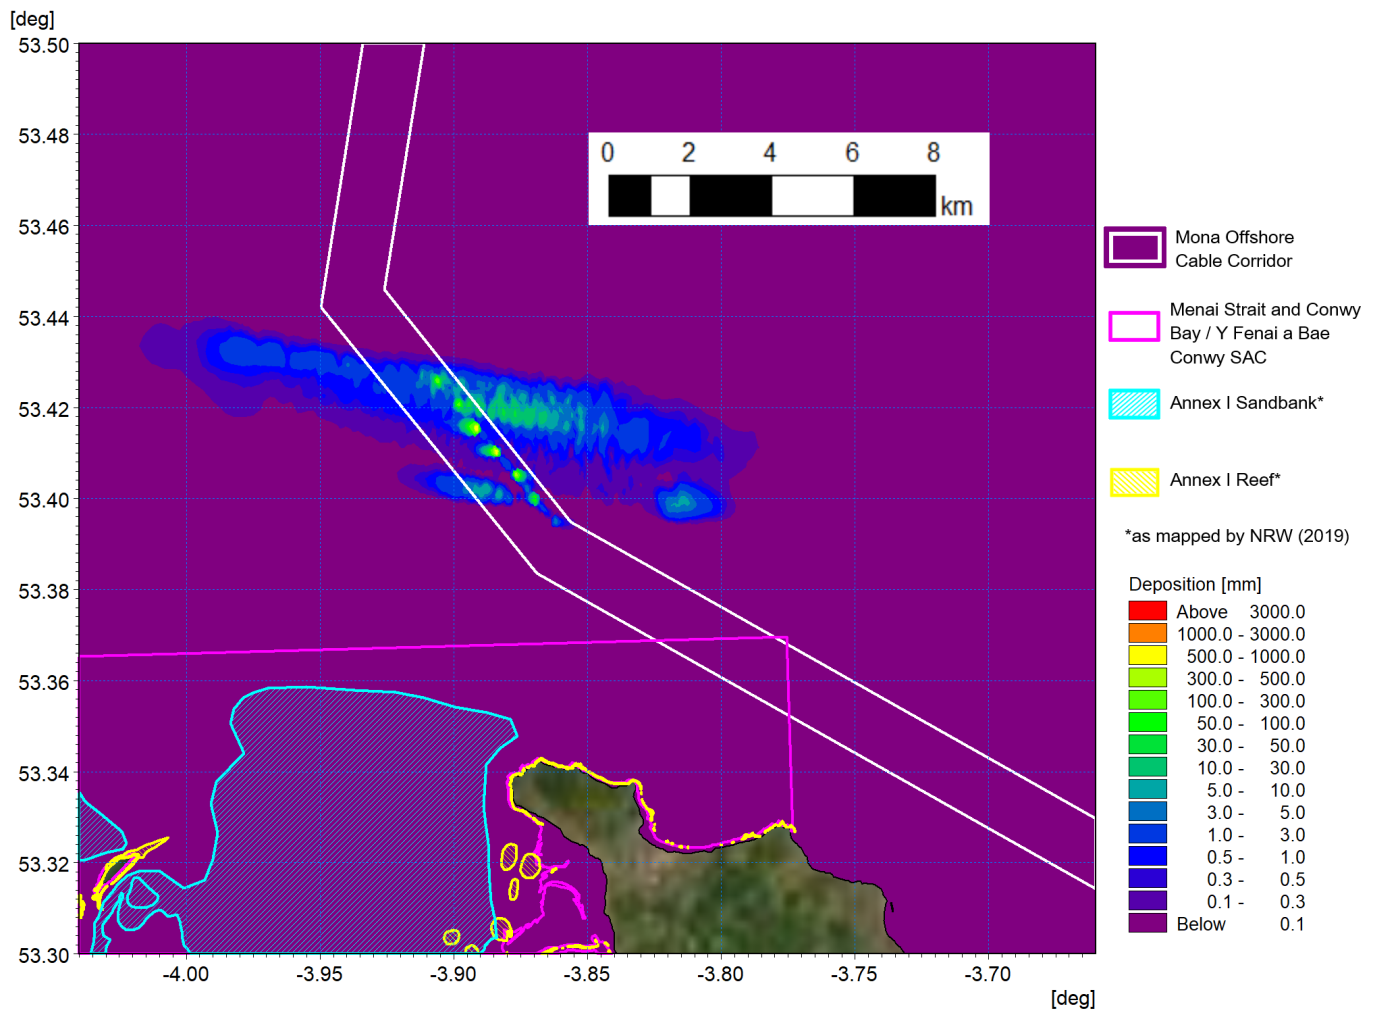 [deg]
53.50
53.48
53.46
53.44
53.42
53.40
53.38
53.36
53.34
53.32
53.30
-4.00 -3.95 -3.90 -3.85 -3.80 -3.75 -3.70
[deg]
0 2 4 6 8
km
Mona Offshore
Cable Corridor
Menai Strait and Conwy
Bay / Y Fenai a Bae
Conwy SAC
Annex I Sandbank*
Annex I Reef*
*as mapped by NRW (2019)
Deposition [mm]
Above 3000.0
1000.0 - 3000.0
500.0 - 1000.0
300.0 - 500.0
100.0 - 300.0
50.0 - 100.0
30.0 - 50.0
10.0 - 30.0
5.0 - 10.0
3.0 - 5.0
1.0 - 3.0
0.5 - 1.0
0.3 - 0.5
0.1 - 0.3
Below 0.1